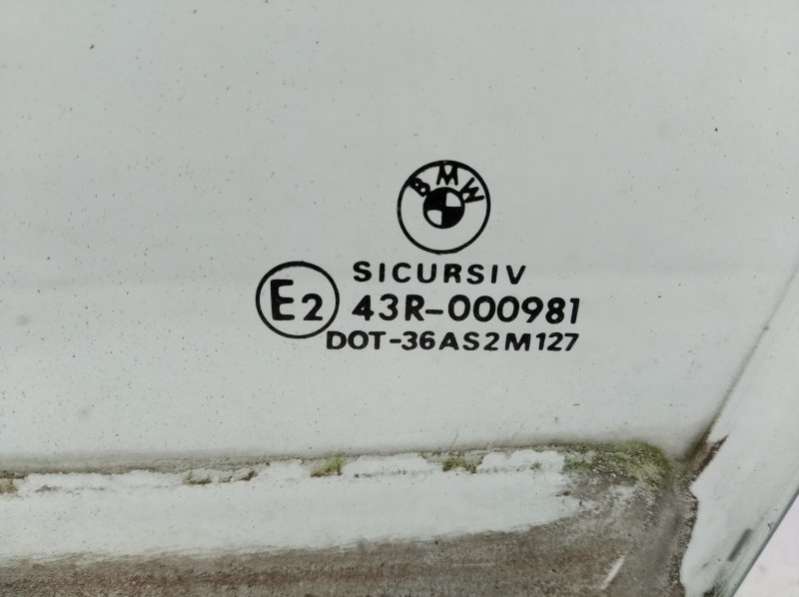 BMW
SICURSIV
E2 43R-000981
DOT-36AS2M127